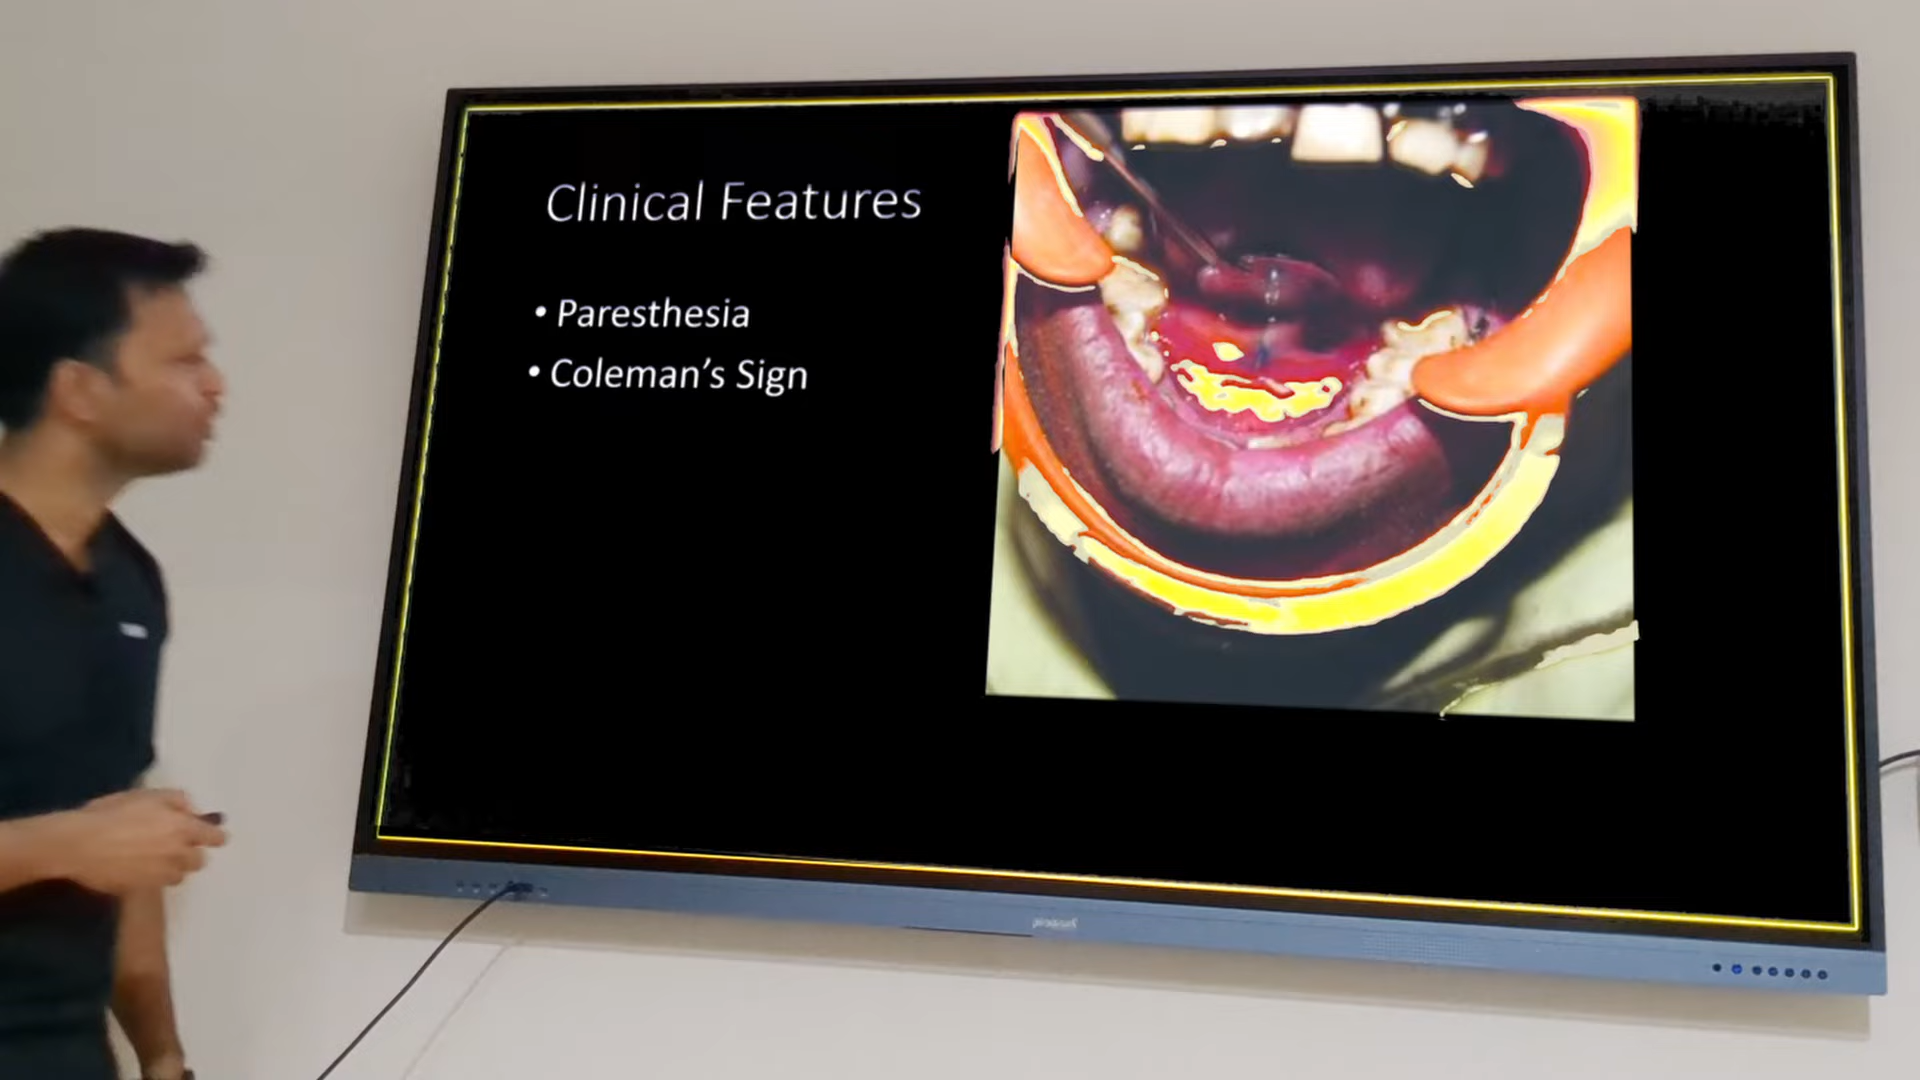 Clinical Features
• Paresthesia
• Coleman's Sign